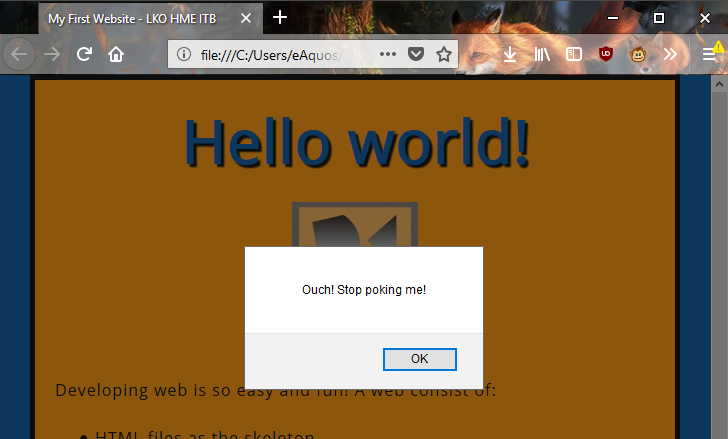 My First Website - LKO HME ITB
file:///C:/Users/eAquos/
Hello world!
Ouch! Stop poking me!
OK
Developing web is so easy and fun! A web consist of:
HTML files as the skeleton